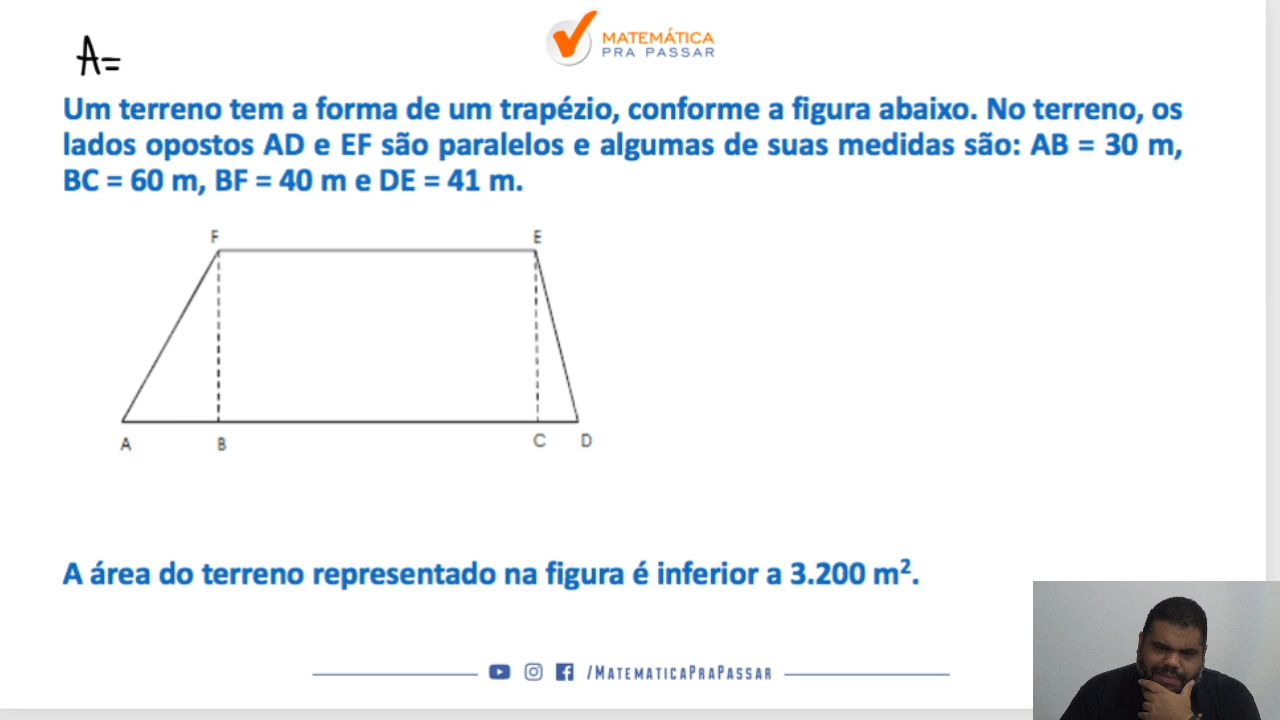 A=
MATEMÁTICA
PRA PASSAR
Um terreno tem a forma de um trapézio, conforme a figura abaixo. No terreno, os
lados opostos AD e EF são paralelos e algumas de suas medidas são: AB = 30 m,
BC = 60 m, BF = 40 m e DE = 41 m.
F E
A B C D
A área do terreno representado na figura é inferior a 3.200 m².
/MATEMATICAPRAPASSAR